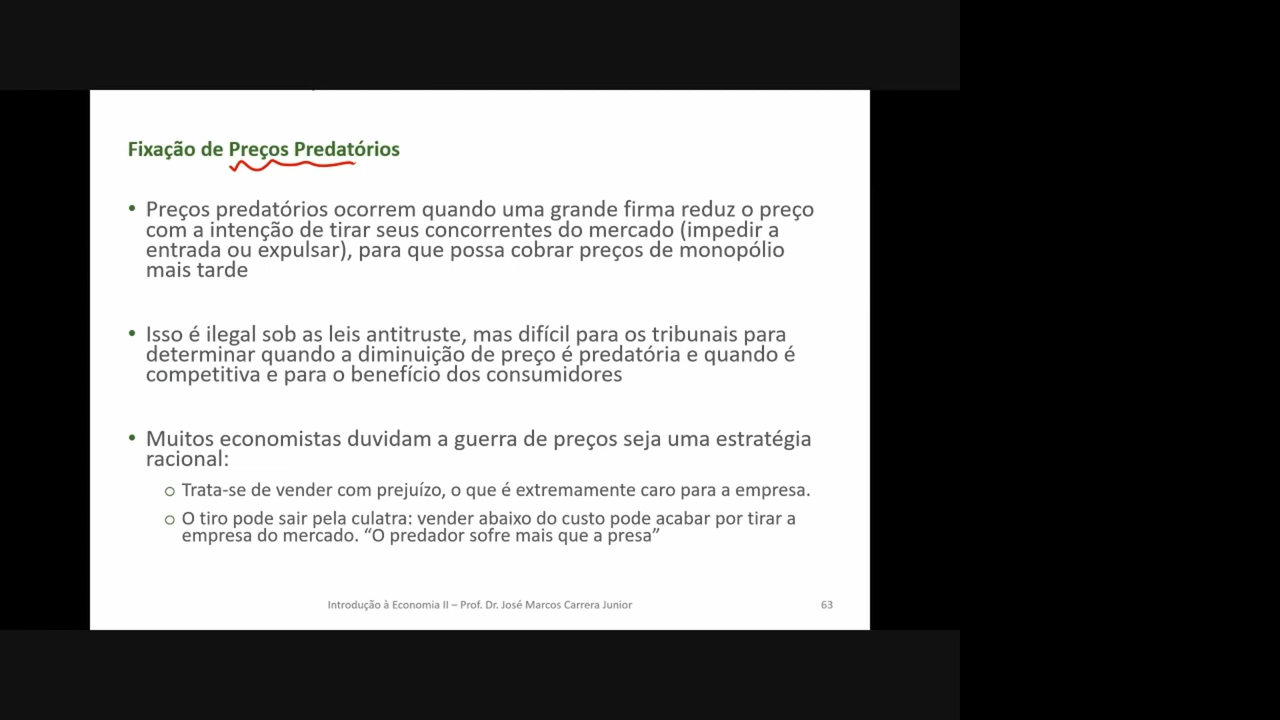 Fixação de Preços Predatórios
• Preços predatórios ocorrem quando uma grande firma reduz o preço
com a intenção de tirar seus concorrentes do mercado (impedir a
entrada ou expulsar), para que possa cobrar preços de monopólio
mais tarde
• Isso é ilegal sob as leis antitruste, mas difícil para os tribunais para
determinar quando a diminuição de preço é predatória e quando é
competitiva e para o benefício dos consumidores
• Muitos economistas duvidam a guerra de preços seja uma estratégia
racional:
o Trata-se de vender com prejuízo, o que é extremamente caro para a empresa.
o O tiro pode sair pela culatra: vender abaixo do custo pode acabar por tirar a
empresa do mercado. “O predador sofre mais que a presa”
Introdução à Economia II – Prof. Dr. José Marcos Carrera Junior 63